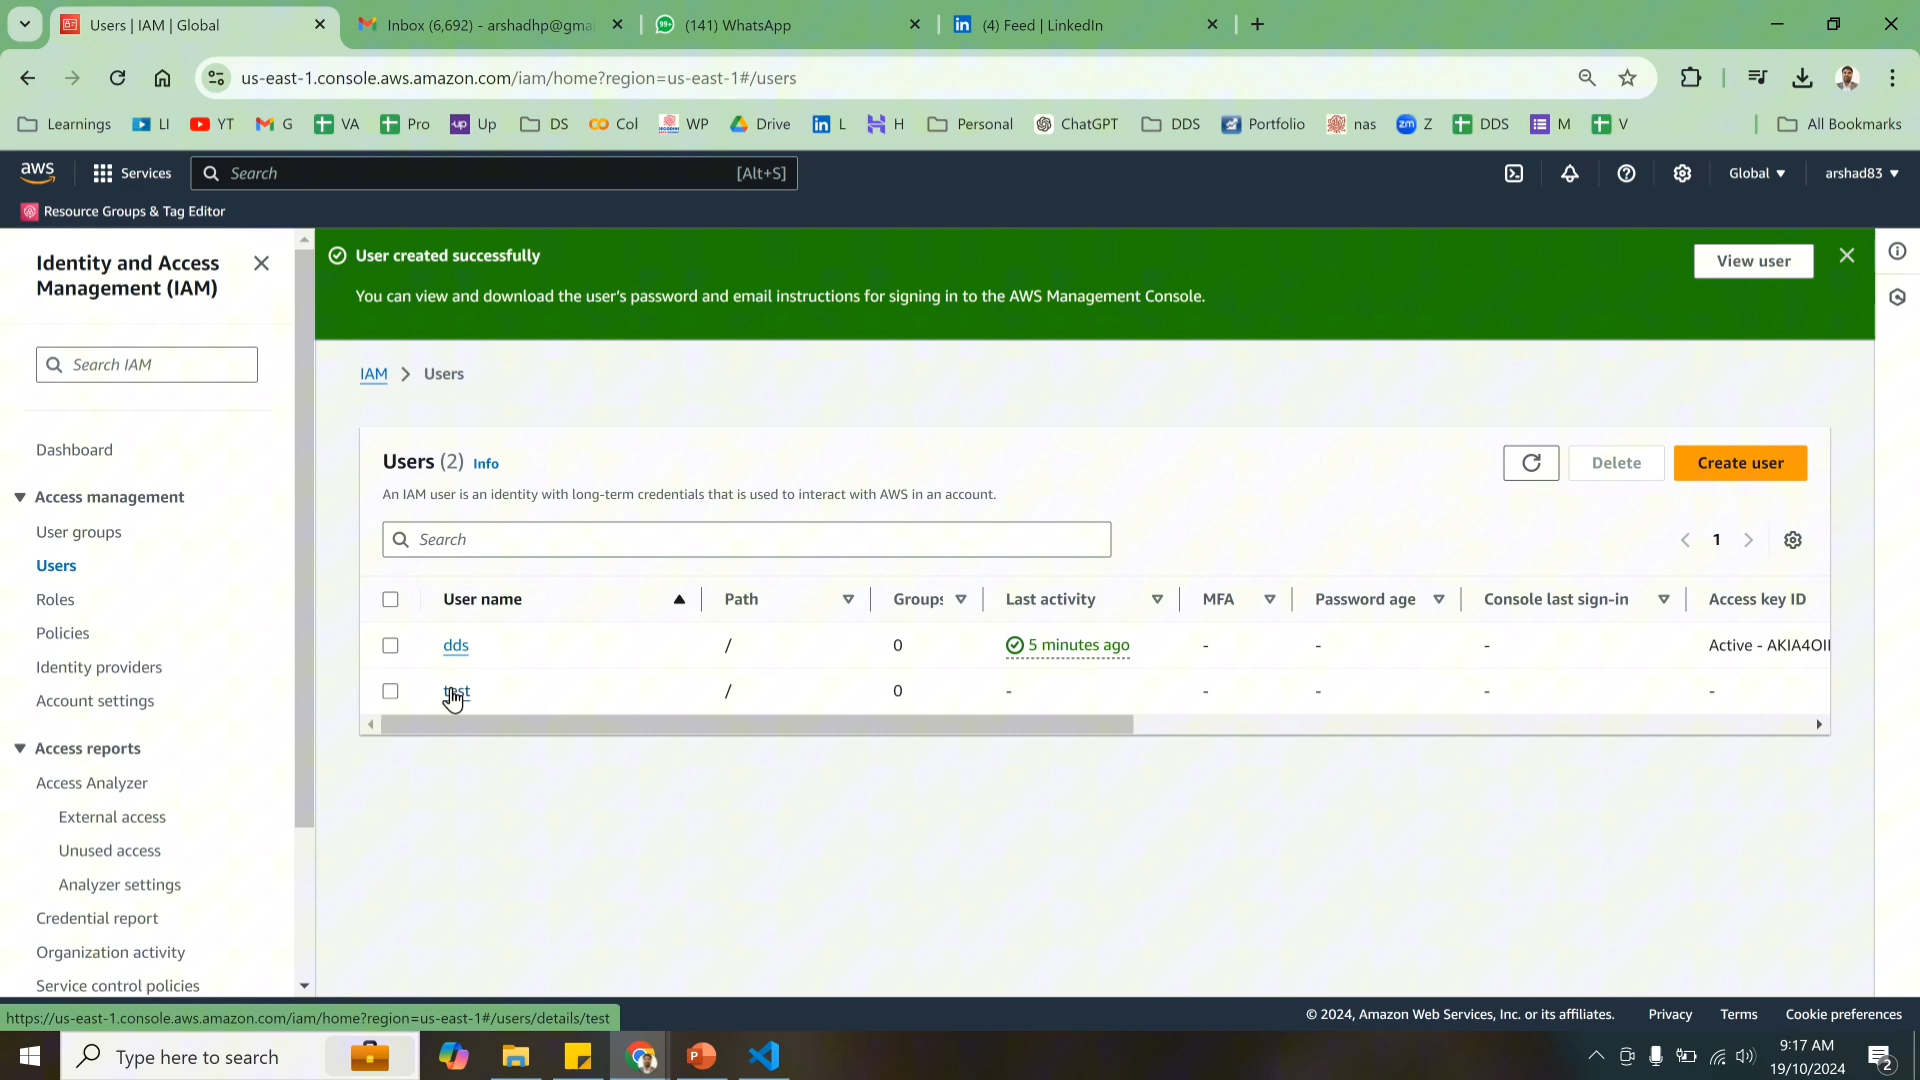 Users | IAM | Global
Inbox (6,692) - arshadhp@gmai
(141) WhatsApp
(4) Feed | LinkedIn
us-east-1.console.aws.amazon.com/iam/home?region=us-east-1#/users
Learnings LI YT G VA Pro Up DS Col WP Drive L H Personal ChatGPT DDS Portfolio nas Z DDS M V All Bookmarks
aws Services Search [Alt+S] Global arshad83
Resource Groups & Tag Editor
Identity and Access
Management (IAM)
Search IAM
Dashboard
Access management
User groups
Users
Roles
Policies
Identity providers
Account settings
Access reports
Access Analyzer
External access
Unused access
Analyzer settings
Credential report
Organization activity
Service control policies
User created successfully
View user
You can view and download the user's password and email instructions for signing in to the AWS Management Console.
IAM > Users
Users (2) Info
Delete Create user
An IAM user is an identity with long-term credentials that is used to interact with AWS in an account.
Search
1
User name Path Groups Last activity MFA Password age Console last sign-in Access key ID
dds / 0 5 minutes ago - - - Active - AKIA4OII
test / 0 - - - - -
https://us-east-1.console.aws.amazon.com/iam/home?region=us-east-1#/users/details/test
© 2024, Amazon Web Services, Inc. or its affiliates. Privacy Terms Cookie preferences
Type here to search
9:17 AM
19/10/2024
2